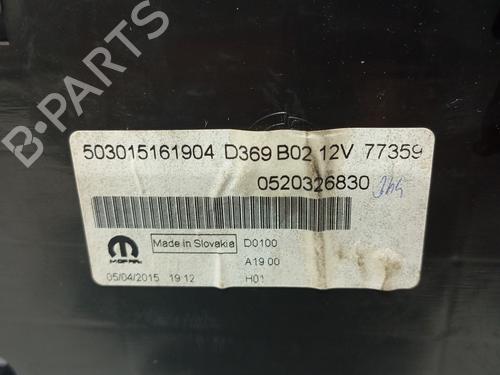 B-PARTS
503015161904 D369 B02 12V 77359
0520326830
MOPAR
Made in Slovakia D0100
A19 00
05/04/2015 19 12 H01